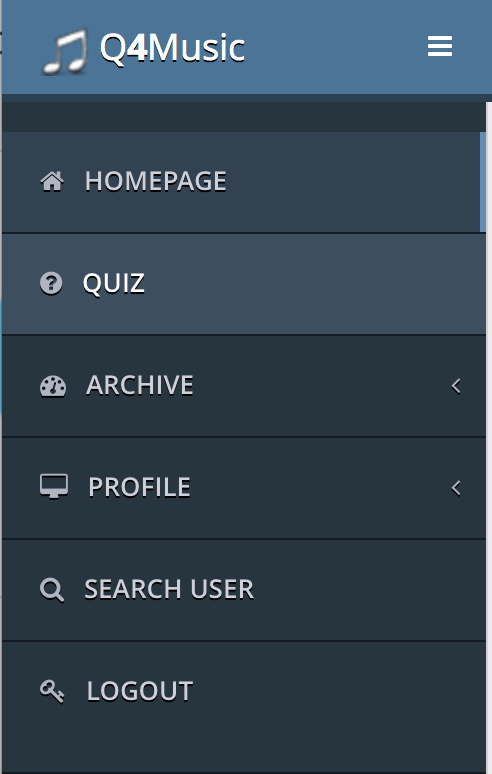 Q4Music
HOMEPAGE
QUIZ
ARCHIVE
PROFILE
SEARCH USER
LOGOUT